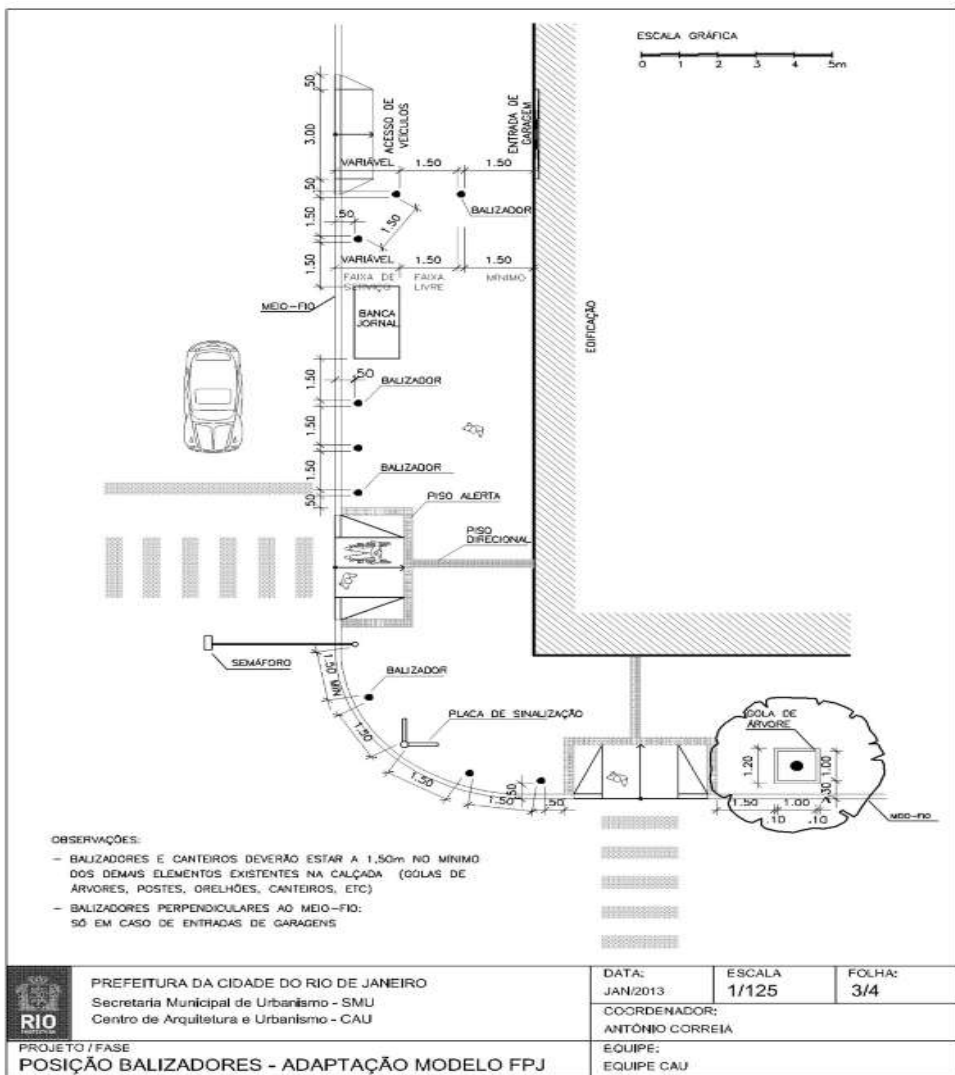 ESCALA GRÁFICA
0 1 2 3 4 5m
.50
3.00
.50
ACESSO DE
VEÍCULOS
ENTRADA DE
GARAGEM
VARIÁVEL 1.50 1.50
1.50
.50
1.50
BALIZADOR
1.50
VARIÁVEL 1.50 1.50
FAIXA DE
SERVIÇO
FAIXA
LIVRE
MÍNIMO
MEIO-FIO
BANCA
JORNAL
EDIFICAÇÃO
1.50
.50
BALIZADOR
1.50
1.50
BALIZADOR
.50
PISO ALERTA
PISO
DIRECIONAL
SEMÁFORO
1.50 MIN
BALIZADOR
1.50
PLACA DE SINALIZAÇÃO
1.50
1.50
.50
.50
GOLA DE
ÁRVORE
1.20
1.00
.30
1.50 1.00
.10 .10
MEIO-FIO
OBSERVAÇÕES:
- BALIZADORES E CANTEIROS DEVERÃO ESTAR A 1,50m NO MÍNIMO
DOS DEMAIS ELEMENTOS EXISTENTES NA CALÇADA (GOLAS DE
ÁRVORES, POSTES, ORELHÕES, CANTEIROS, ETC)
- BALIZADORES PERPENDICULARES AO MEIO-FIO:
SÓ EM CASO DE ENTRADAS DE GARAGENS
RIO
PREFEITURA
PREFEITURA DA CIDADE DO RIO DE JANEIRO
Secretaria Municipal de Urbanismo - SMU
Centro de Arquitetura e Urbanismo - CAU
DATA:
JAN/2013
ESCALA
1/125
FOLHA:
3/4
COORDENADOR:
ANTÔNIO CORREIA
PROJETO / FASE
POSIÇÃO BALIZADORES - ADAPTAÇÃO MODELO FPJ
EQUIPE:
EQUIPE CAU